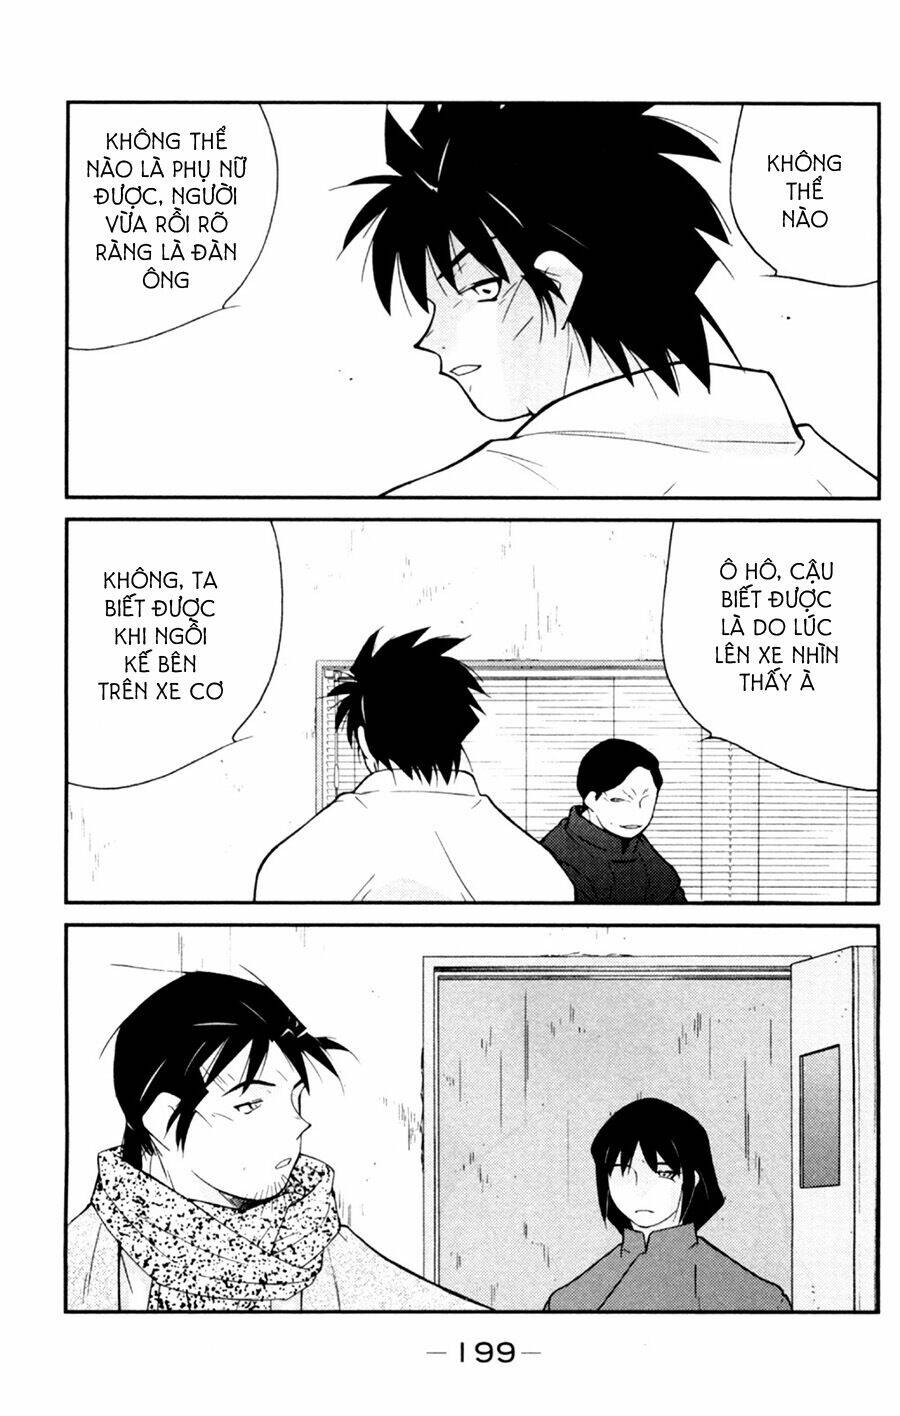 KHÔNG
THỂ
NÀO
KHÔNG THỂ
NÀO LÀ PHỤ NỮ
ĐƯỢC, NGƯỜI
VỪA RỒI RÕ
RÀNG LÀ ĐÀN
ÔNG
Ô HÔ, CẬU
BIẾT ĐƯỢC
LÀ DO LÚC
LÊN XE NHÌN
THẤY À
KHÔNG, TA
BIẾT ĐƯỢC
KHI NGỒI
KẾ BÊN
TRÊN XE CƠ
— 199 —